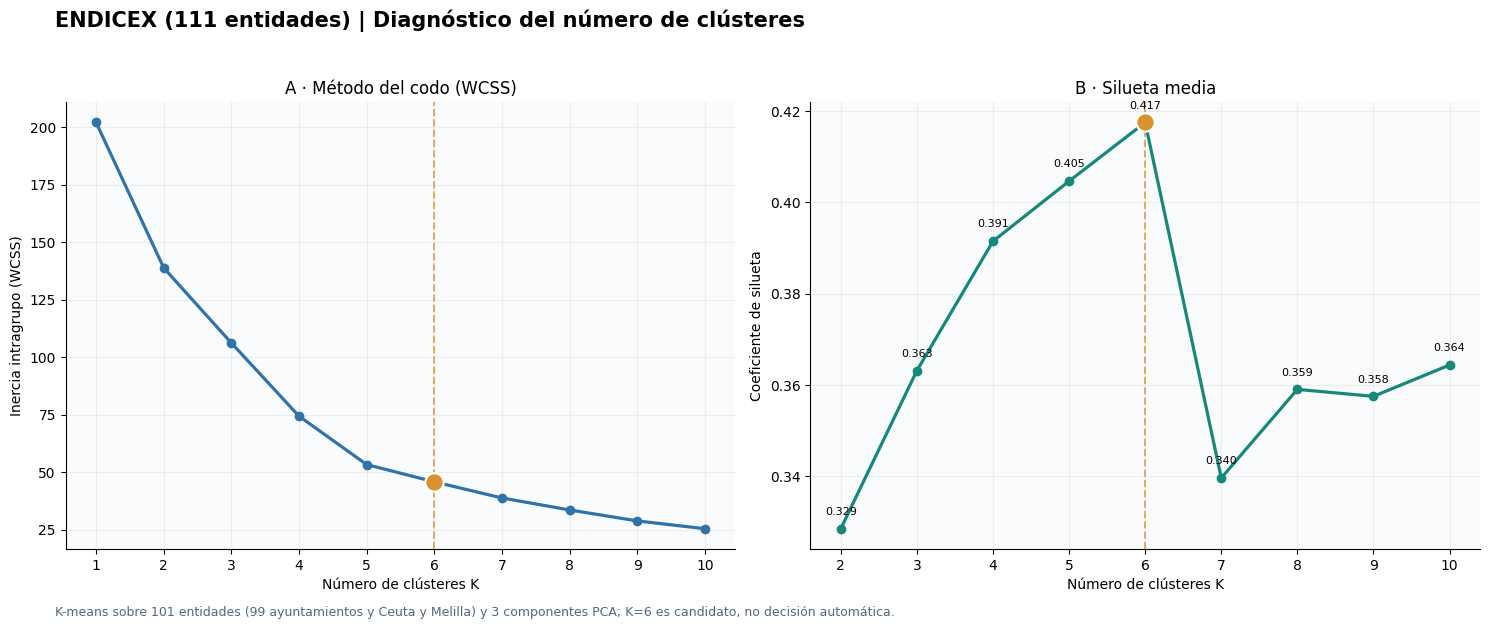 ENDICEX (111 entidades) | Diagnóstico del número de clústeres
A · Método del codo (WCSS)
200
175
150
125
100
75
50
25
Inercia intragrupo (WCSS)
1 2 3 4 5 6 7 8 9 10
Número de clústeres K
B · Silueta media
0.42
0.40
0.38
0.36
0.34
Coeficiente de silueta
0.329
0.363
0.391
0.405
0.417
0.340
0.359
0.358
0.364
2 3 4 5 6 7 8 9 10
Número de clústeres K
K-means sobre 101 entidades (99 ayuntamientos y Ceuta y Melilla) y 3 componentes PCA; K=6 es candidato, no decisión automática.